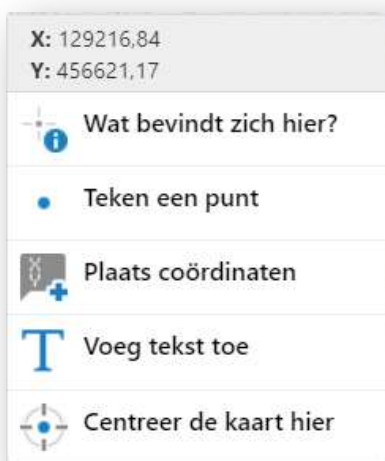 X: 129216,84
Y: 456621,17
Wat bevindt zich hier?
Teken een punt
Plaats coördinaten
Voeg tekst toe
Centreer de kaart hier